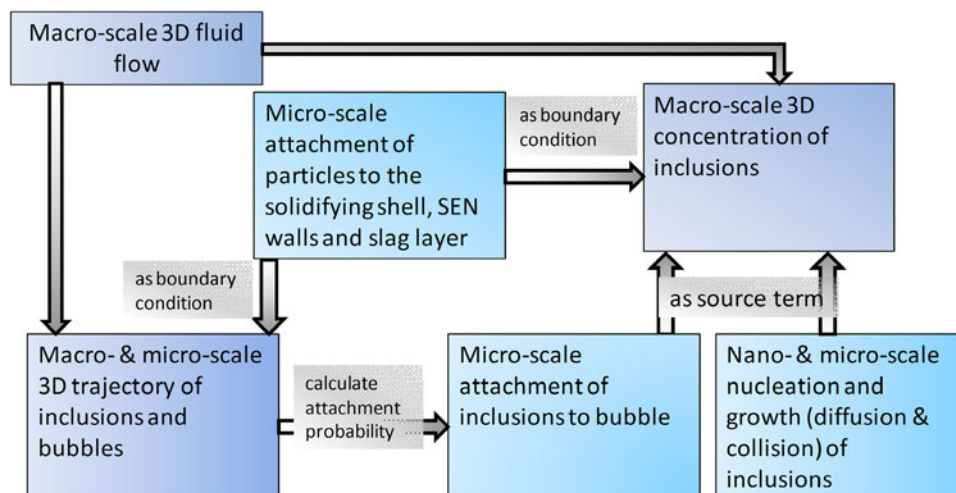 Macro-scale 3D fluid
flow
Micro-scale
attachment of
particles to the
solidifying shell, SEN
walls and slag layer
as boundary
condition
Macro-scale 3D
concentration of
inclusions
as boundary
condition
as source term
Macro- & micro-scale
3D trajectory of
inclusions and
bubbles
calculate
attachment
probability
Micro-scale
attachment of
inclusions to bubble
Nano- & micro-scale
nucleation and
growth (diffusion &
collision) of
inclusions